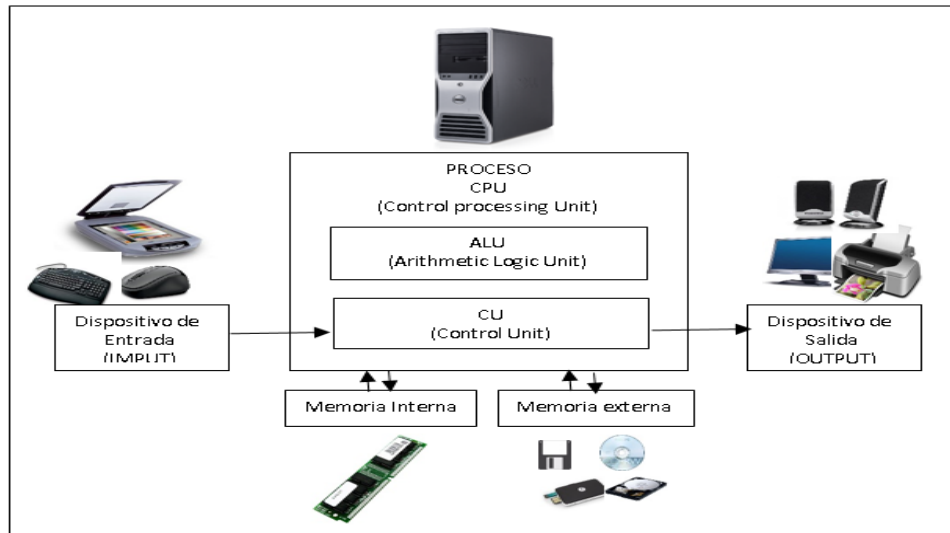 PROCESO
CPU
(Control processing Unit)
ALU
(Arithmetic Logic Unit)
CU
(Control Unit)
Dispositivo de
Entrada
(IMPUT)
Dispositivo de
Salida
(OUTPUT)
Memoria Interna
Memoria externa